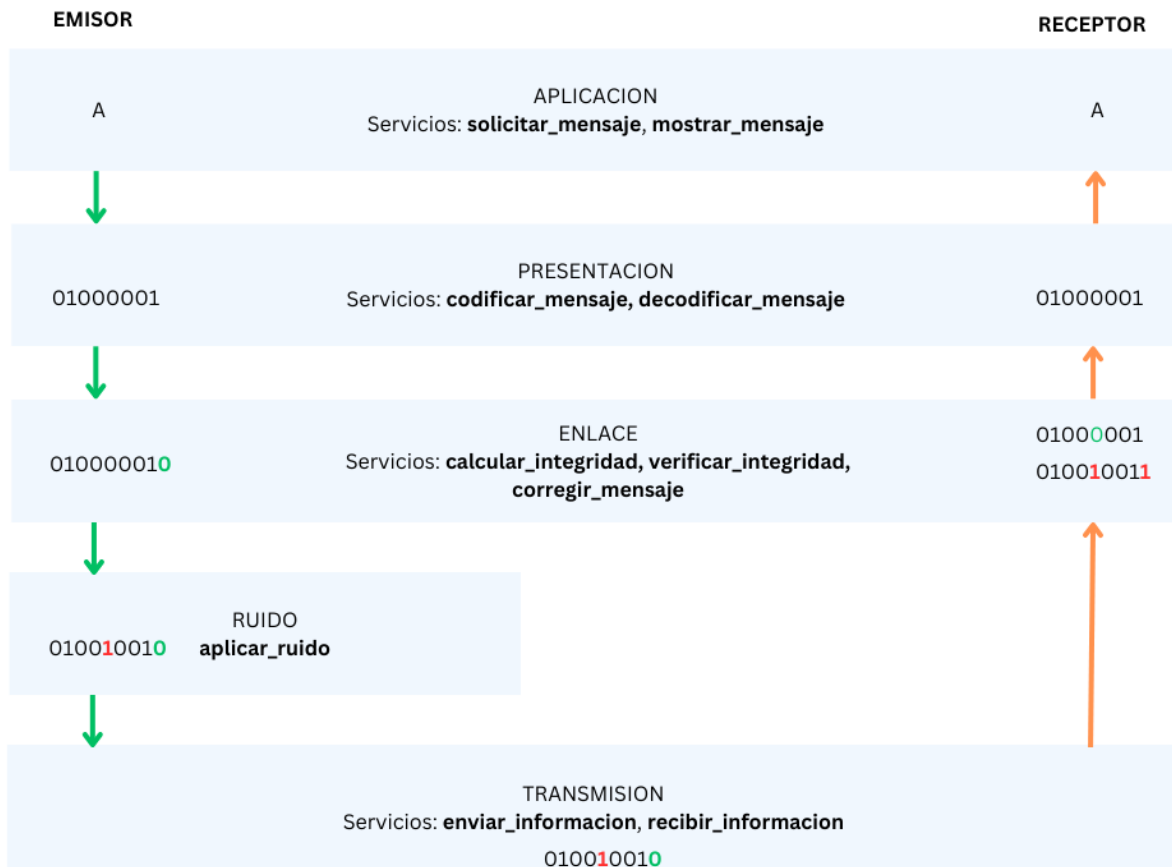 EMISOR
RECEPTOR
A
APLICACION
Servicios: solicitar_mensaje, mostrar_mensaje
A
PRESENTACION
01000001
Servicios: codificar_mensaje, decodificar_mensaje
01000001
ENLACE
01000001
010000010
Servicios: calcular_integridad, verificar_integridad,
corregir_mensaje
010010011
RUIDO
010010010
aplicar_ruido
TRANSMISION
Servicios: enviar_informacion, recibir_informacion
010010010